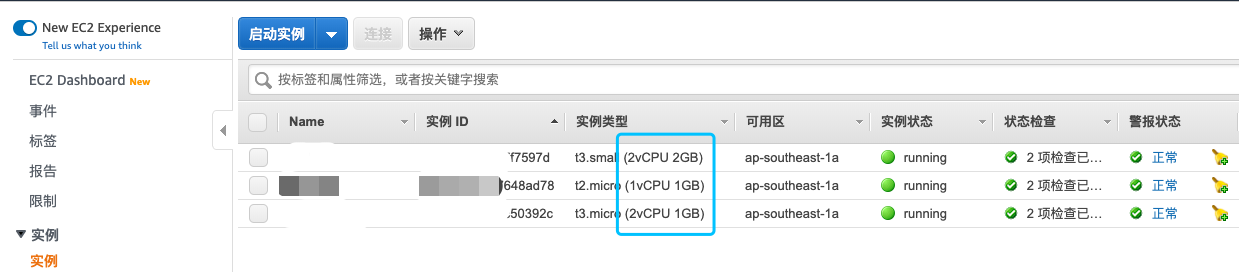 New EC2 Experience
Tell us what you think
EC2 Dashboard New
事件
标签
报告
限制
实例
实例
启动实例 连接 操作
按标签和属性筛选，或者按关键字搜索
Name 实例 ID 实例类型 可用区 实例状态 状态检查 警报状态
f7597d t3.small (2vCPU 2GB) ap-southeast-1a running 2 项检查已… 正常
648ad78 t2.micro (1vCPU 1GB) ap-southeast-1a running 2 项检查已… 正常
50392c t3.micro (2vCPU 1GB) ap-southeast-1a running 2 项检查已… 正常